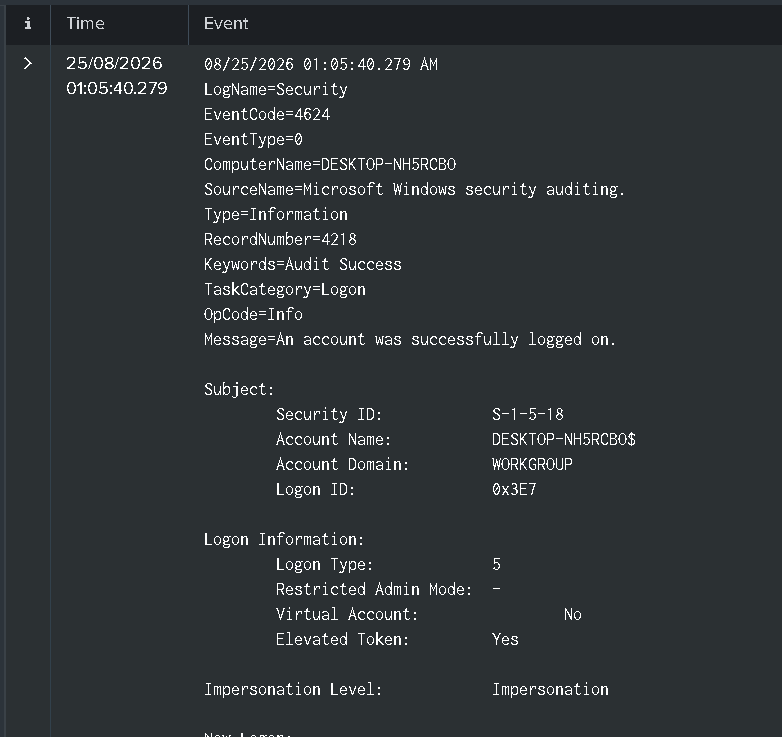 i Time Event
25/08/2026 08/25/2026 01:05:40.279 AM
01:05:40.279 LogName=Security
EventCode=4624
EventType=0
ComputerName=DESKTOP-NH5RCBO
SourceName=Microsoft Windows security auditing.
Type=Information
RecordNumber=4218
Keywords=Audit Success
TaskCategory=Logon
OpCode=Info
Message=An account was successfully logged on.
Subject:
Security ID: S-1-5-18
Account Name: DESKTOP-NH5RCBO$
Account Domain: WORKGROUP
Logon ID: 0x3E7
Logon Information:
Logon Type: 5
Restricted Admin Mode: -
Virtual Account: No
Elevated Token: Yes
Impersonation Level: Impersonation
New Logon: